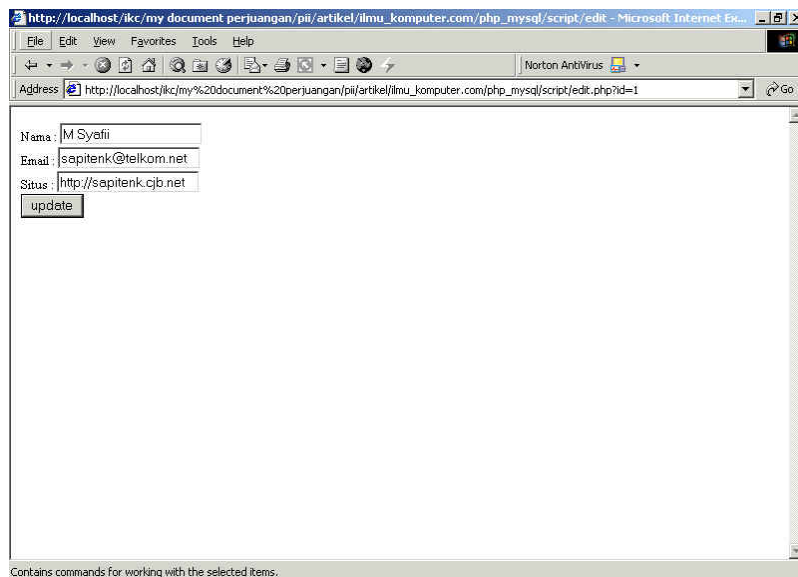 http://localhost/ikc/my document perjuangan/pii/artikel/ilmu_komputer.com/php_mysql/script/edit - Microsoft Internet Ex...
File Edit View Favorites Tools Help
Norton AntiVirus
Address http://localhost/ikc/my%20document%20perjuangan/pii/artikel/ilmu_komputer.com/php_mysql/script/edit.php?id=1 Go
Nama : M Syafii
Email : sapitenk@telkom.net
Situs : http://sapitenk.cjb.net
update
Contains commands for working with the selected items.